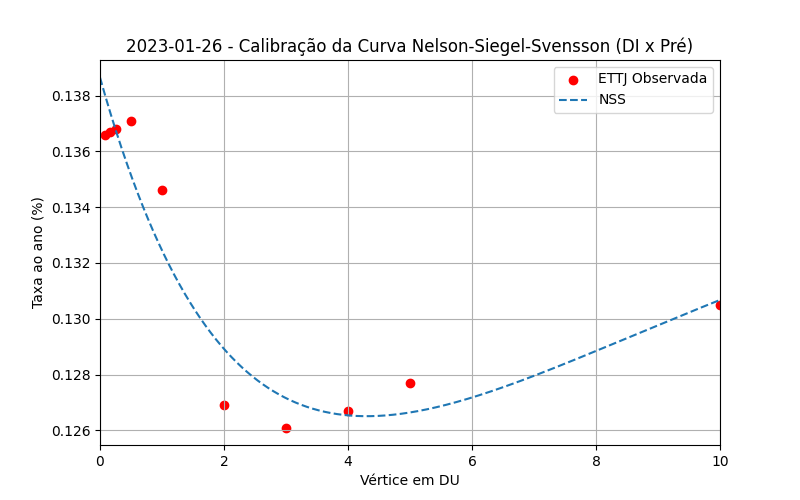 2023-01-26 - Calibração da Curva Nelson-Siegel-Svensson (DI x Pré)
ETTJ Observada
NSS
Taxa ao ano (%)
0.138
0.136
0.134
0.132
0.130
0.128
0.126
0 2 4 6 8 10
Vértice em DU